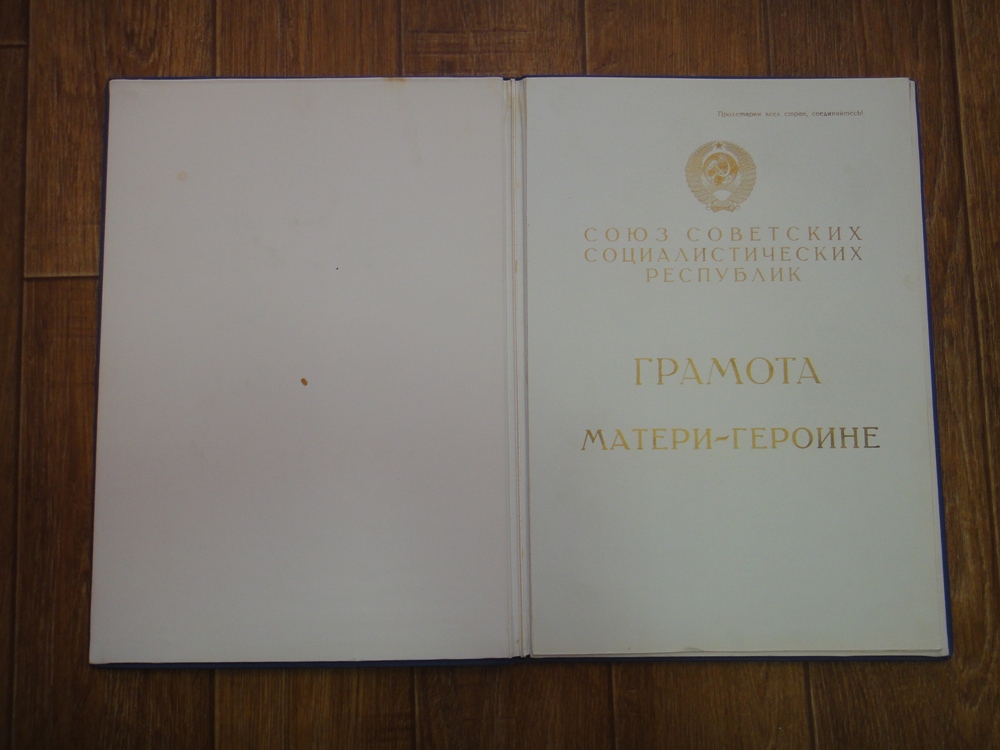 Пролетарии всех стран, соединяйтесь!
СОЮЗ СОВЕТСКИХ
СОЦИАЛИСТИЧЕСКИХ
РЕСПУБЛИК
ГРАМОТА
МАТЕРИ-ГЕРОИНЕ